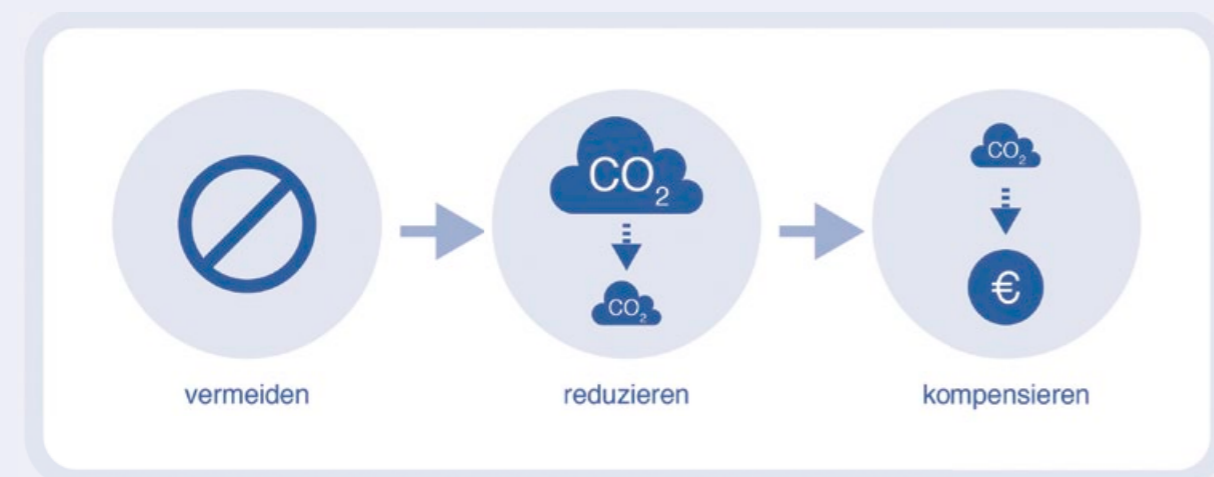 CO₂
CO₂
CO₂
€
vermeiden
reduzieren
kompensieren